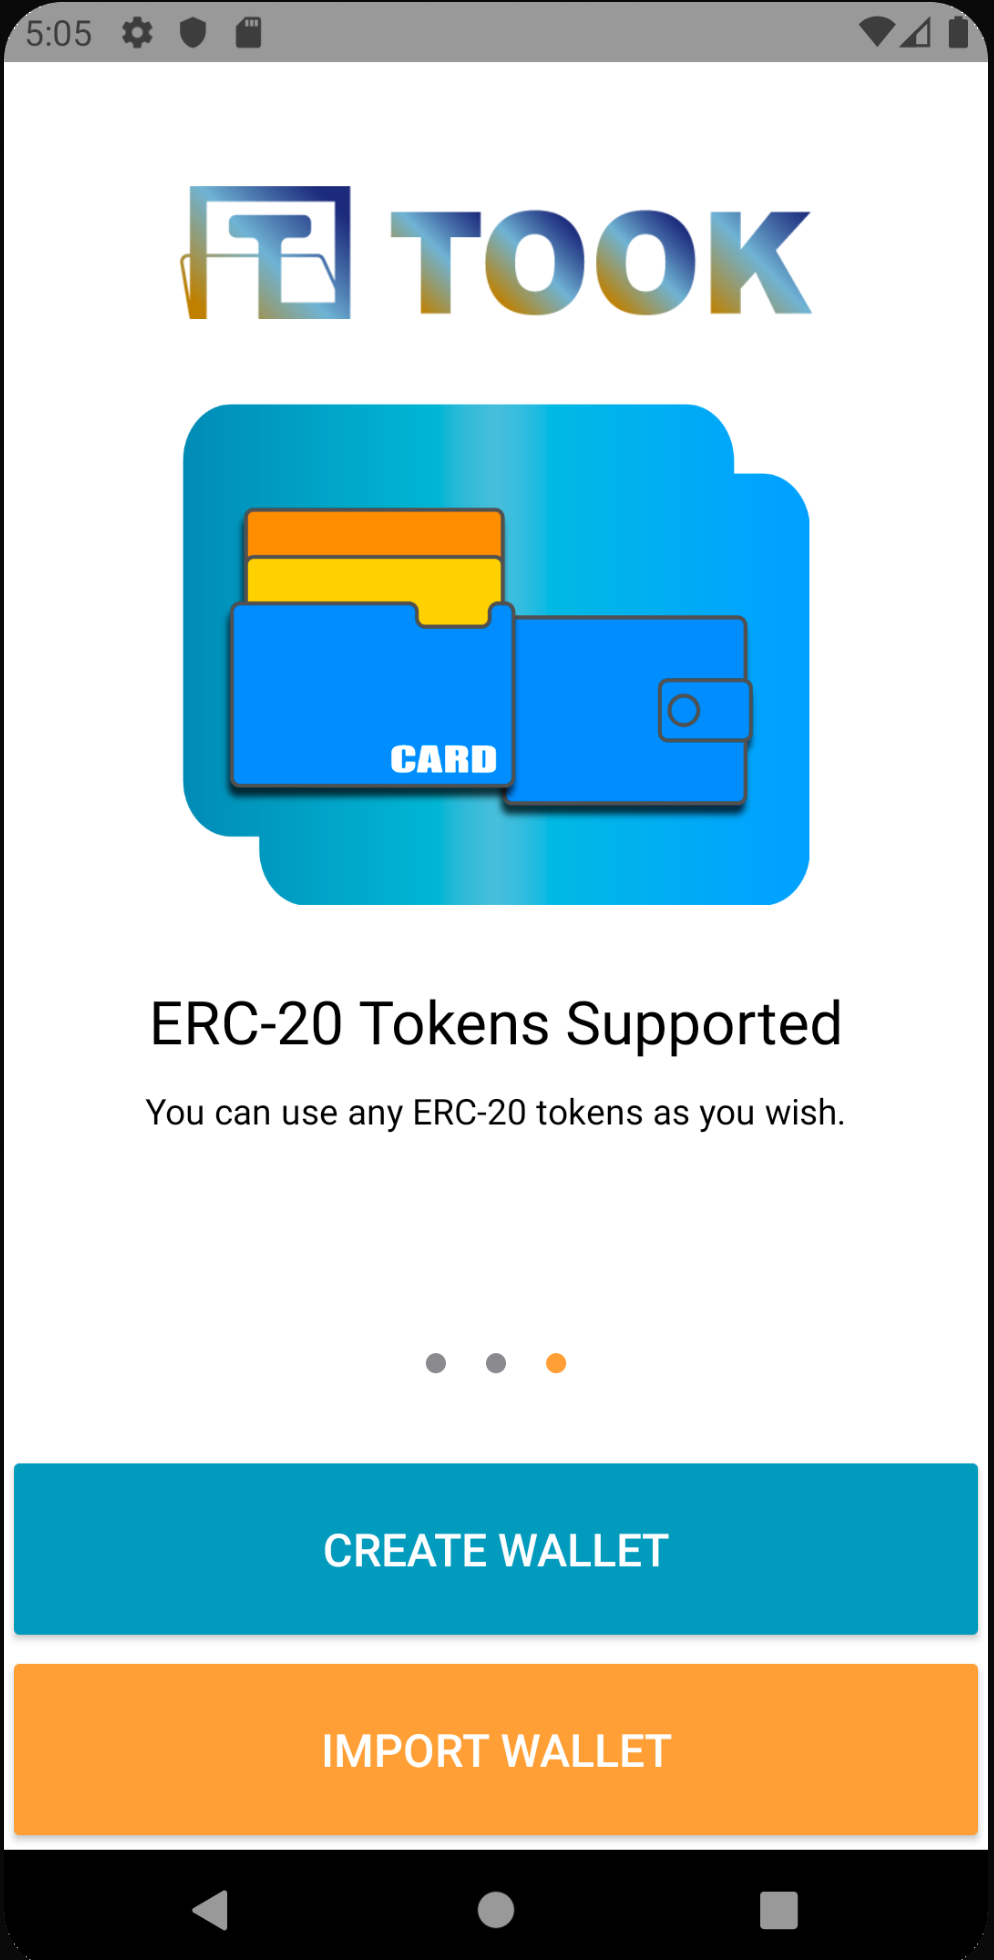 5:05
TOOK
CARD
ERC-20 Tokens Supported
You can use any ERC-20 tokens as you wish.
CREATE WALLET
IMPORT WALLET